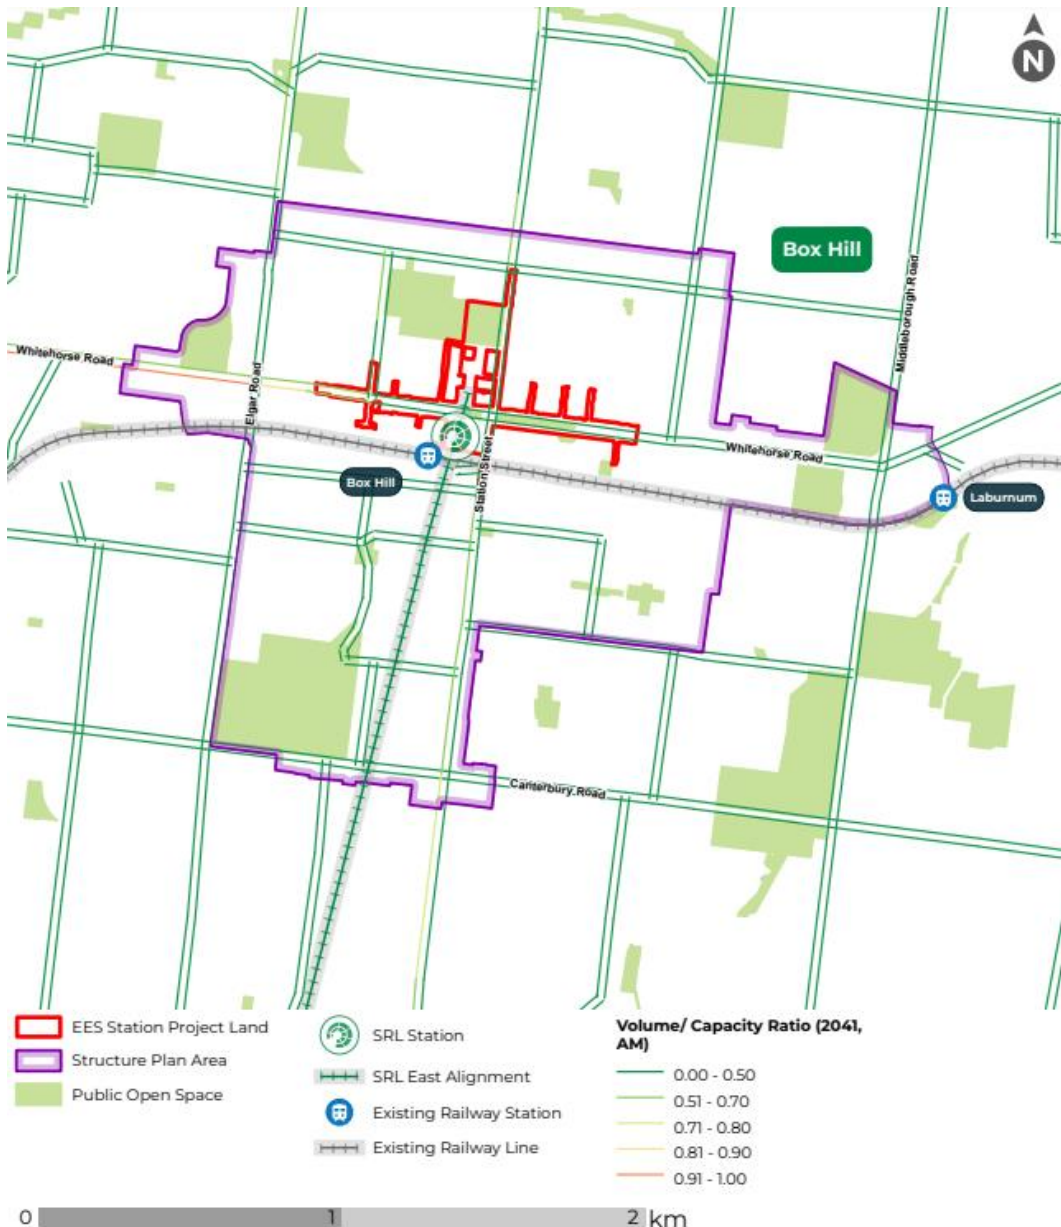 N
Box Hill
Middleborough Road
Whitehorse Road
Elgar Road
Whitehorse Road
Station Street
Box Hill
Laburnum
Canterbury Road
EES Station Project Land
Structure Plan Area
Public Open Space
SRL Station
SRL East Alignment
Existing Railway Station
Existing Railway Line
Volume/ Capacity Ratio (2041,
AM)
0.00 - 0.50
0.51 - 0.70
0.71 - 0.80
0.81 - 0.90
0.91 - 1.00
0 1 2 km